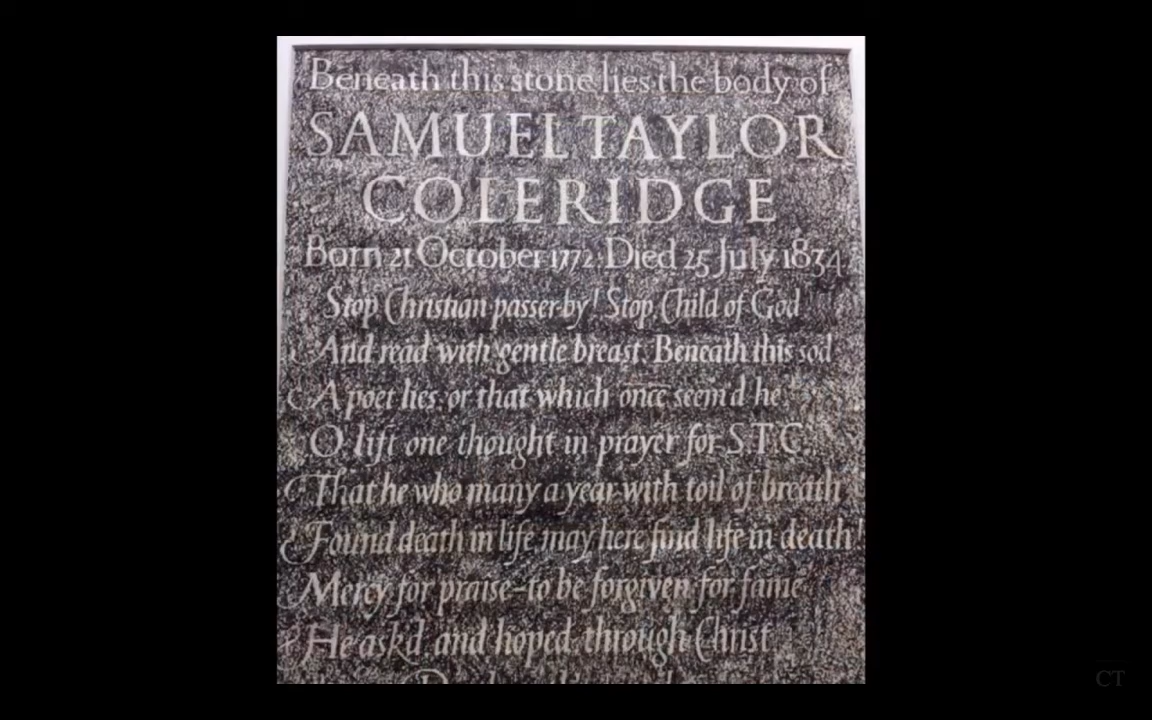 Beneath this stone lies the body of
SAMUEL TAYLOR
COLERIDGE
Born 21 October 1772. Died 25 July 1834
Stop Christian passer-by! Stop Child of God
And read with gentle breast. Beneath this sod
A poet lies, or that which once seem'd he.
O lift one thought in prayer for S.T.C.
That he who many a year with toil of breath
Found death in life may here find life in death!
Mercy for praise-to be forgiven for fame
He ask'd, and hoped, through Christ
CT